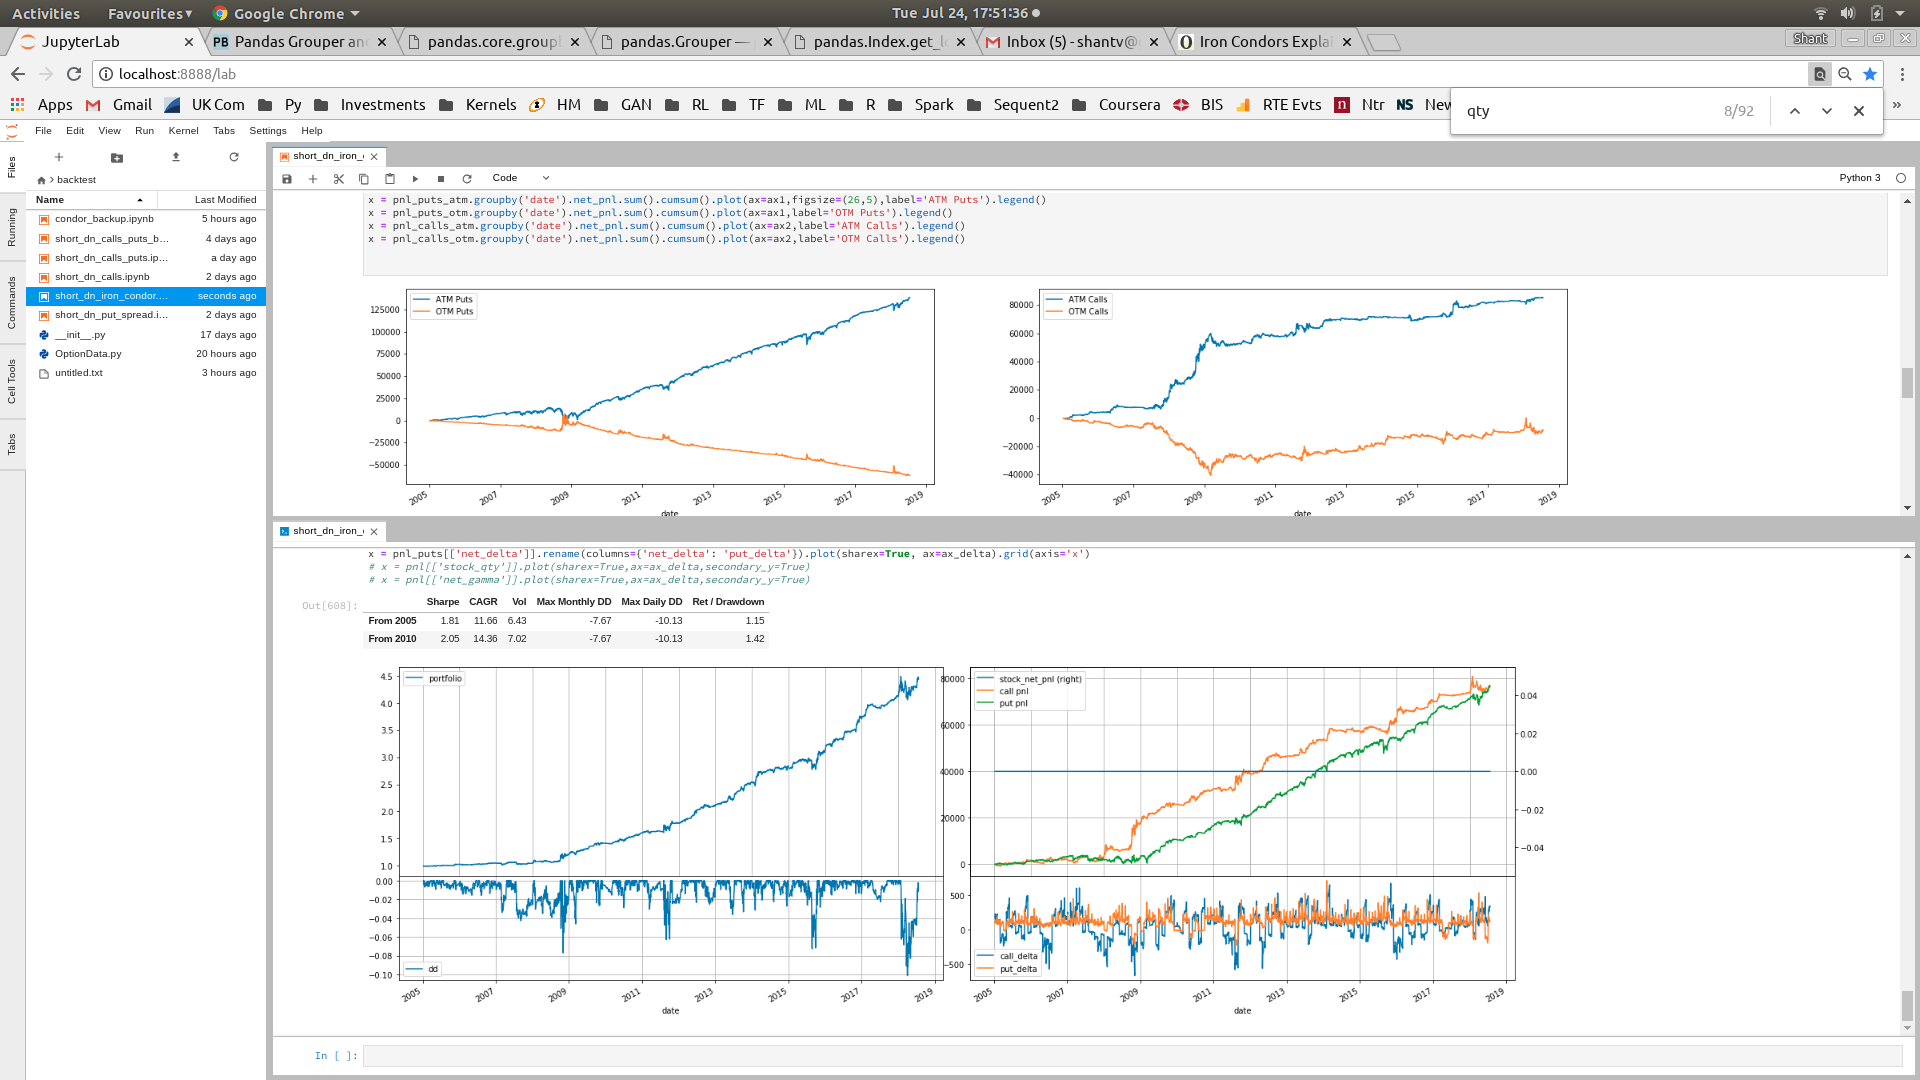 Activities Favourites▾ Google Chrome ▾ Tue Jul 24, 17:51:36
JupyterLab Pandas Grouper an pandas.core.group pandas.Grouper — pandas.Index.get_l Inbox (5) - shantv@ Iron Condors Expla Shant
localhost:8888/lab
Apps Gmail UK Com Py Investments Kernels HM GAN RL TF ML R Spark Sequent2 Coursera BIS RTE Evts Ntr New »
qty 8/92
File Edit View Run Kernel Tabs Settings Help
Files
Running
Commands
Cell Tools
Tabs
> backtest
Name Last Modified
condor_backup.ipynb 5 hours ago
short_dn_calls_puts_b... 4 days ago
short_dn_calls_puts.ip... a day ago
short_dn_calls.ipynb 2 days ago
short_dn_iron_condor.... seconds ago
short_dn_put_spread.i... 2 days ago
__init__.py 17 days ago
OptionData.py 20 hours ago
untitled.txt 3 hours ago
short_dn_iron_
Code Python 3
x = pnl_puts_atm.groupby('date').net_pnl.sum().cumsum().plot(ax=ax1,figsize=(26,5),label='ATM Puts').legend()
x = pnl_puts_otm.groupby('date').net_pnl.sum().cumsum().plot(ax=ax1,label='OTM Puts').legend()
x = pnl_calls_atm.groupby('date').net_pnl.sum().cumsum().plot(ax=ax2,label='ATM Calls').legend()
x = pnl_calls_otm.groupby('date').net_pnl.sum().cumsum().plot(ax=ax2,label='OTM Calls').legend()
ATM Puts
OTM Puts
125000
100000
75000
50000
25000
0
−25000
−50000
2005 2007 2009 2011 2013 2015 2017 2019
date
ATM Calls
OTM Calls
80000
60000
40000
20000
0
−20000
−40000
2005 2007 2009 2011 2013 2015 2017 2019
date
short_dn_iron_
x = pnl_puts[['net_delta']].rename(columns={'net_delta': 'put_delta'}).plot(sharex=True, ax=ax_delta).grid(axis='x')
# x = pnl[['stock_qty']].plot(sharex=True,ax=ax_delta,secondary_y=True)
# x = pnl[['net_gamma']].plot(sharex=True,ax=ax_delta,secondary_y=True)
Out[608]:
Sharpe CAGR Vol Max Monthly DD Max Daily DD Ret / Drawdown
From 2005 1.81 11.66 6.43 -7.67 -10.13 1.15
From 2010 2.05 14.36 7.02 -7.67 -10.13 1.42
portfolio
4.5
4.0
3.5
3.0
2.5
2.0
1.5
1.0
0.00
−0.02
−0.04
−0.06
−0.08
−0.10
dd
2005 2007 2009 2011 2013 2015 2017 2019
date
stock_net_pnl (right)
call pnl
put pnl
80000
60000
40000
20000
0
0.04
0.02
0.00
−0.02
−0.04
500
0
−500
call_delta
put_delta
2005 2007 2009 2011 2013 2015 2017 2019
date
In [ ]: